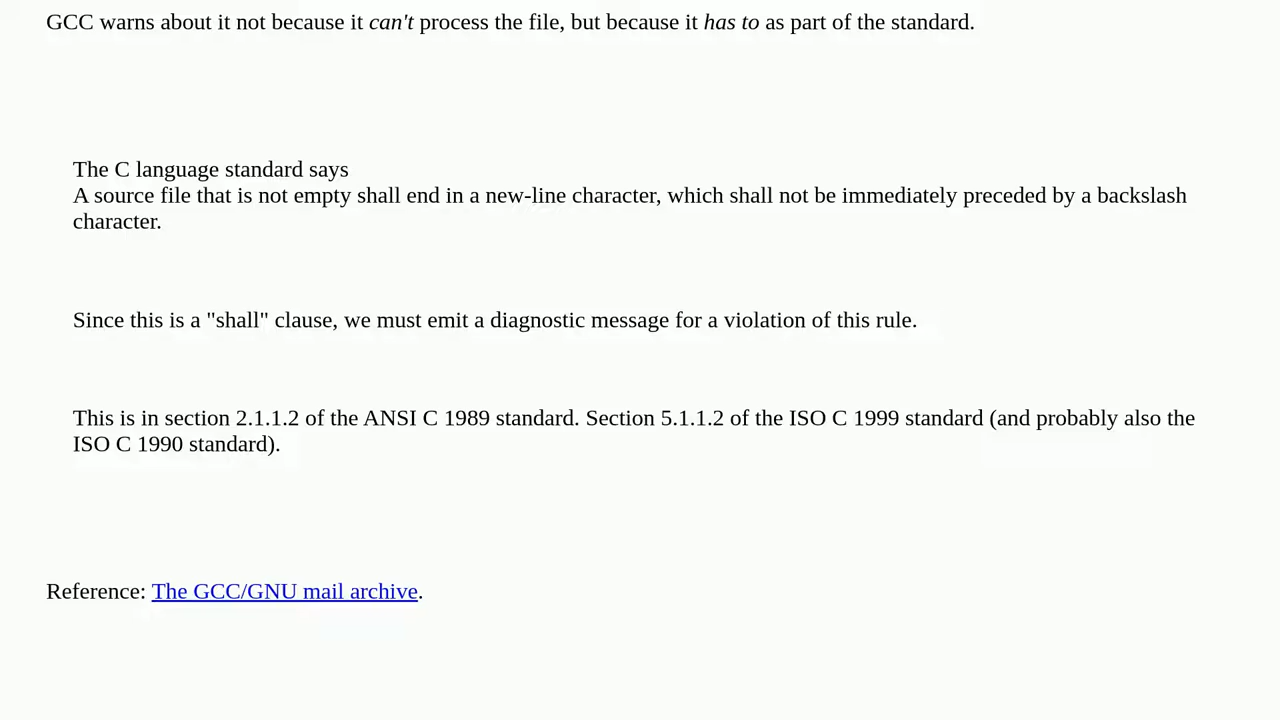 GCC warns about it not because it can't process the file, but because it has to as part of the standard.
The C language standard says
A source file that is not empty shall end in a new-line character, which shall not be immediately preceded by a backslash
character.
Since this is a "shall" clause, we must emit a diagnostic message for a violation of this rule.
This is in section 2.1.1.2 of the ANSI C 1989 standard. Section 5.1.1.2 of the ISO C 1999 standard (and probably also the
ISO C 1990 standard).
Reference: The GCC/GNU mail archive.